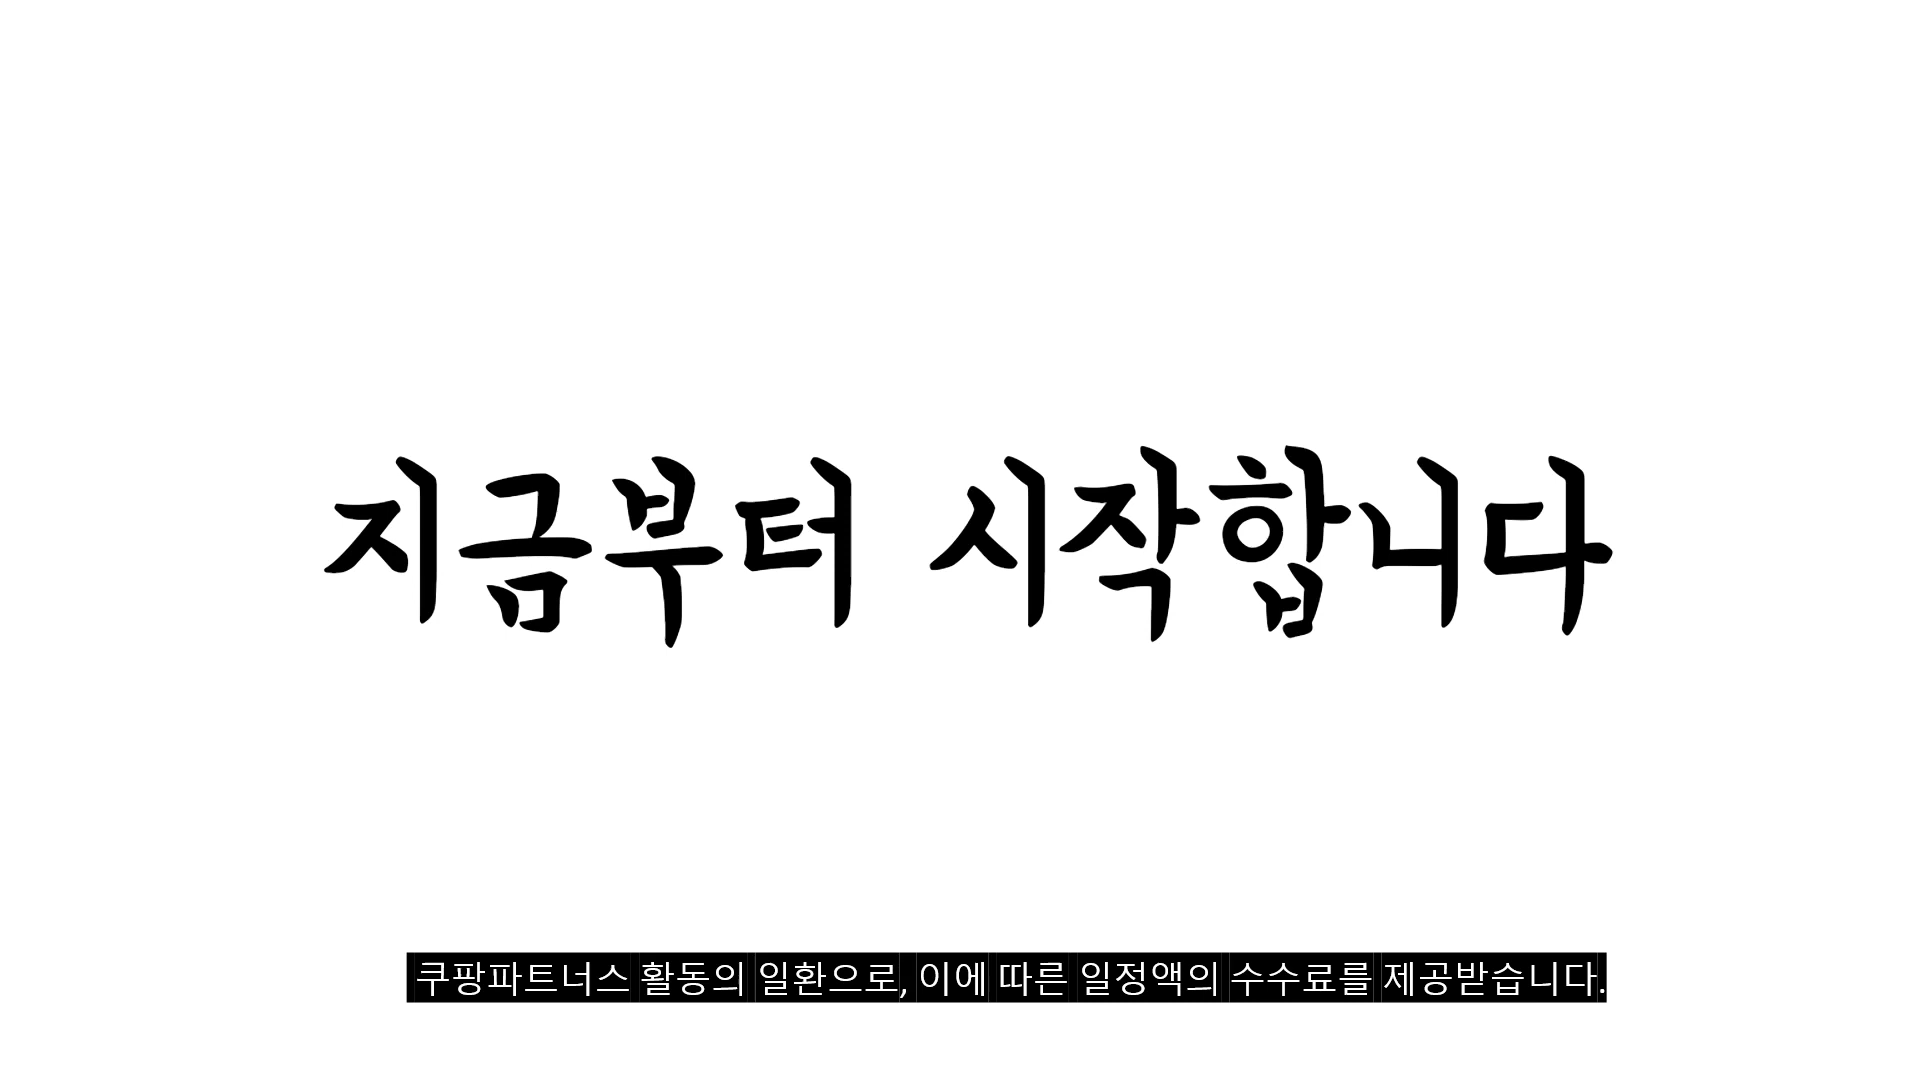 지금부터 시작합니다
쿠팡파트너스 활동의 일환으로, 이에 따른 일정액의 수수료를 제공받습니다.